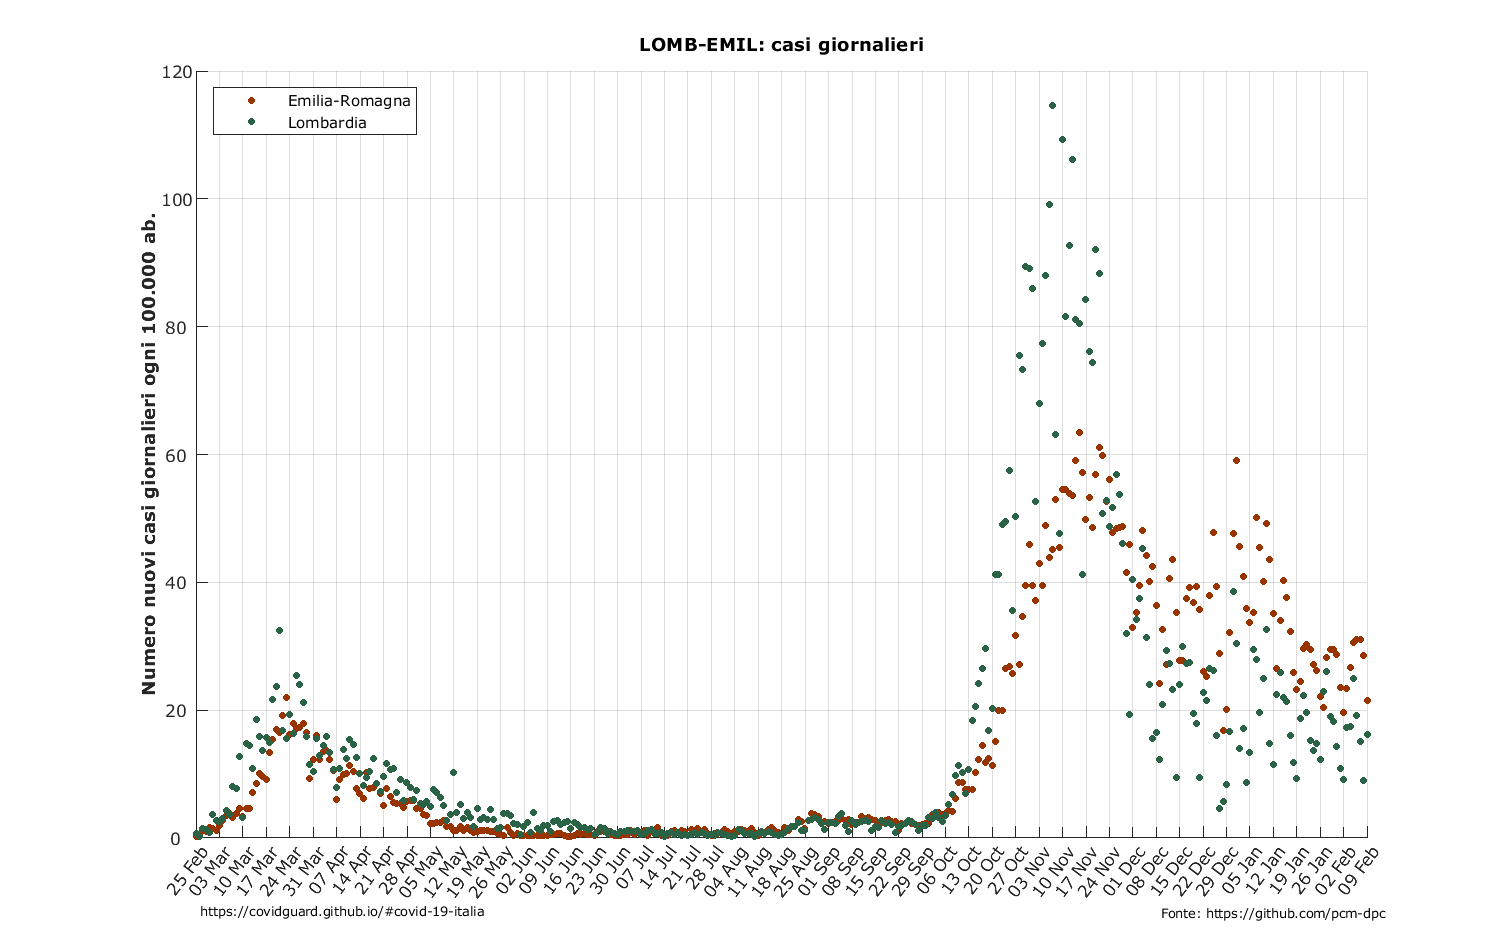 LOMB-EMIL: casi giornalieri
Emilia-Romagna
Lombardia
Numero nuovi casi giornalieri ogni 100.000 ab.
120
100
80
60
40
20
0
25 Feb
03 Mar
10 Mar
17 Mar
24 Mar
31 Mar
07 Apr
14 Apr
21 Apr
28 Apr
05 May
12 May
19 May
26 May
02 Jun
09 Jun
16 Jun
23 Jun
30 Jun
07 Jul
14 Jul
21 Jul
28 Jul
04 Aug
11 Aug
18 Aug
25 Aug
01 Sep
08 Sep
15 Sep
22 Sep
29 Sep
06 Oct
13 Oct
20 Oct
27 Oct
03 Nov
10 Nov
17 Nov
24 Nov
01 Dec
08 Dec
15 Dec
22 Dec
29 Dec
05 Jan
12 Jan
19 Jan
26 Jan
02 Feb
09 Feb
https://covidguard.github.io/#covid-19-italia
Fonte: https://github.com/pcm-dpc